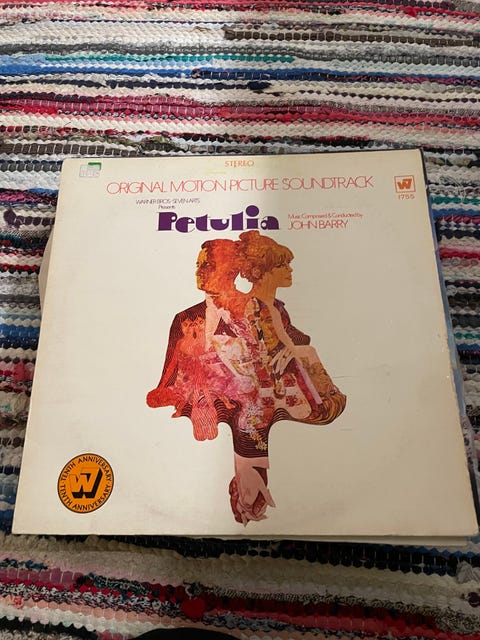 STEREO
ORIGINAL MOTION PICTURE SOUNDTRACK
W
1755
WARNER BROS.-SEVEN ARTS
Presents
Petulia
Music Composed & Conducted by
JOHN BARRY
TENTH ANNIVERSARY
W
TENTH ANNIVERSARY